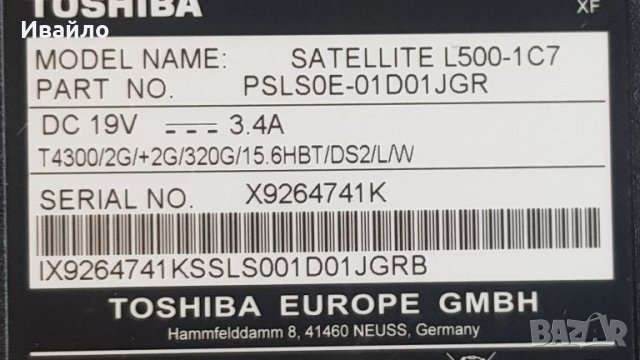 TOSHIBA
XF
Ивайло
MODEL NAME: SATELLITE L500-1C7
PART NO. PSLS0E-01D01JGR
DC 19V 3.4A
T4300/2G/+2G/320G/15.6HBT/DS2/L/W
SERIAL NO. X9264741K
IX9264741KSSLS001D01JGRB
TOSHIBA EUROPE GMBH
Hammfelddamm 8, 41460 NEUSS, Germany
BAZAR